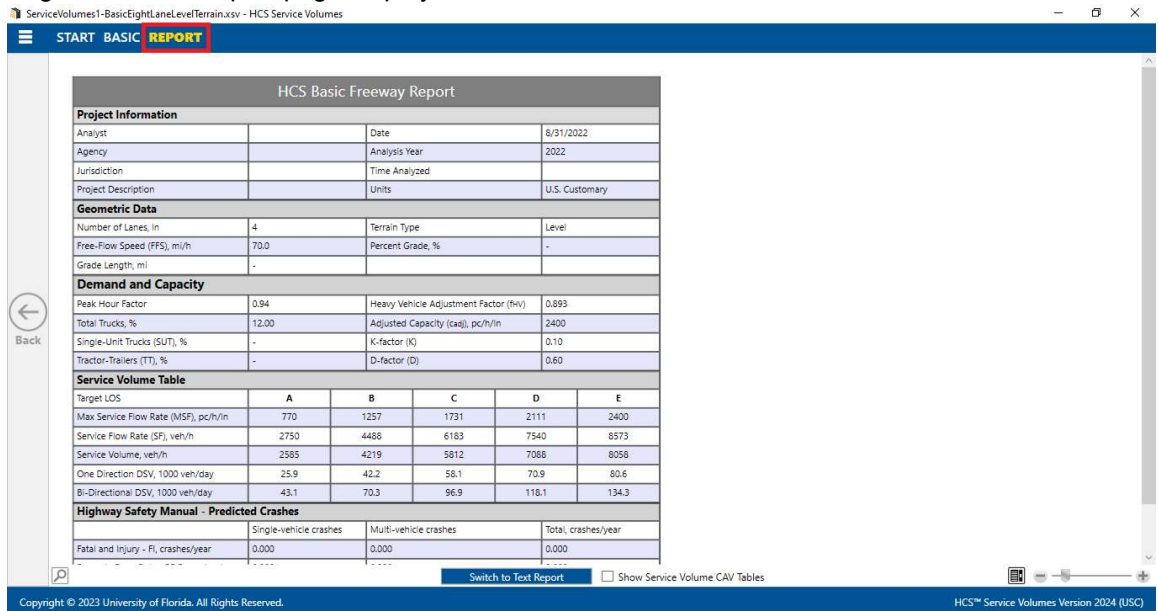 ServiceVolumes1-BasicEightLaneLevelTerrain.xsv - HCS Service Volumes
START BASIC REPORT
HCS Basic Freeway Report
Project Information
Analyst Date 8/31/2022
Agency Analysis Year 2022
Jurisdiction Time Analyzed
Project Description Units U.S. Customary
Geometric Data
Number of Lanes, ln 4 Terrain Type Level
Free-Flow Speed (FFS), mi/h 70.0 Percent Grade, % -
Grade Length, mi -
Demand and Capacity
Peak Hour Factor 0.94 Heavy Vehicle Adjustment Factor (fHV) 0.893
Total Trucks, % 12.00 Adjusted Capacity (cadj), pc/h/ln 2400
Single-Unit Trucks (SUT), % - K-factor (K) 0.10
Tractor-Trailers (TT), % - D-factor (D) 0.60
Service Volume Table
Target LOS A B C D E
Max Service Flow Rate (MSF), pc/h/ln 770 1257 1731 2111 2400
Service Flow Rate (SF), veh/h 2750 4488 6183 7540 8573
Service Volume, veh/h 2585 4219 5812 7088 8058
One Direction DSV, 1000 veh/day 25.9 42.2 58.1 70.9 80.6
Bi-Directional DSV, 1000 veh/day 43.1 70.3 96.9 118.1 134.3
Highway Safety Manual - Predicted Crashes
Single-vehicle crashes Multi-vehicle crashes Total, crashes/year
Fatal and Injury - FI, crashes/year 0.000 0.000 0.000
Back
Switch to Text Report Show Service Volume CAV Tables
Copyright © 2023 University of Florida. All Rights Reserved. HCS™ Service Volumes Version 2024 (USC)